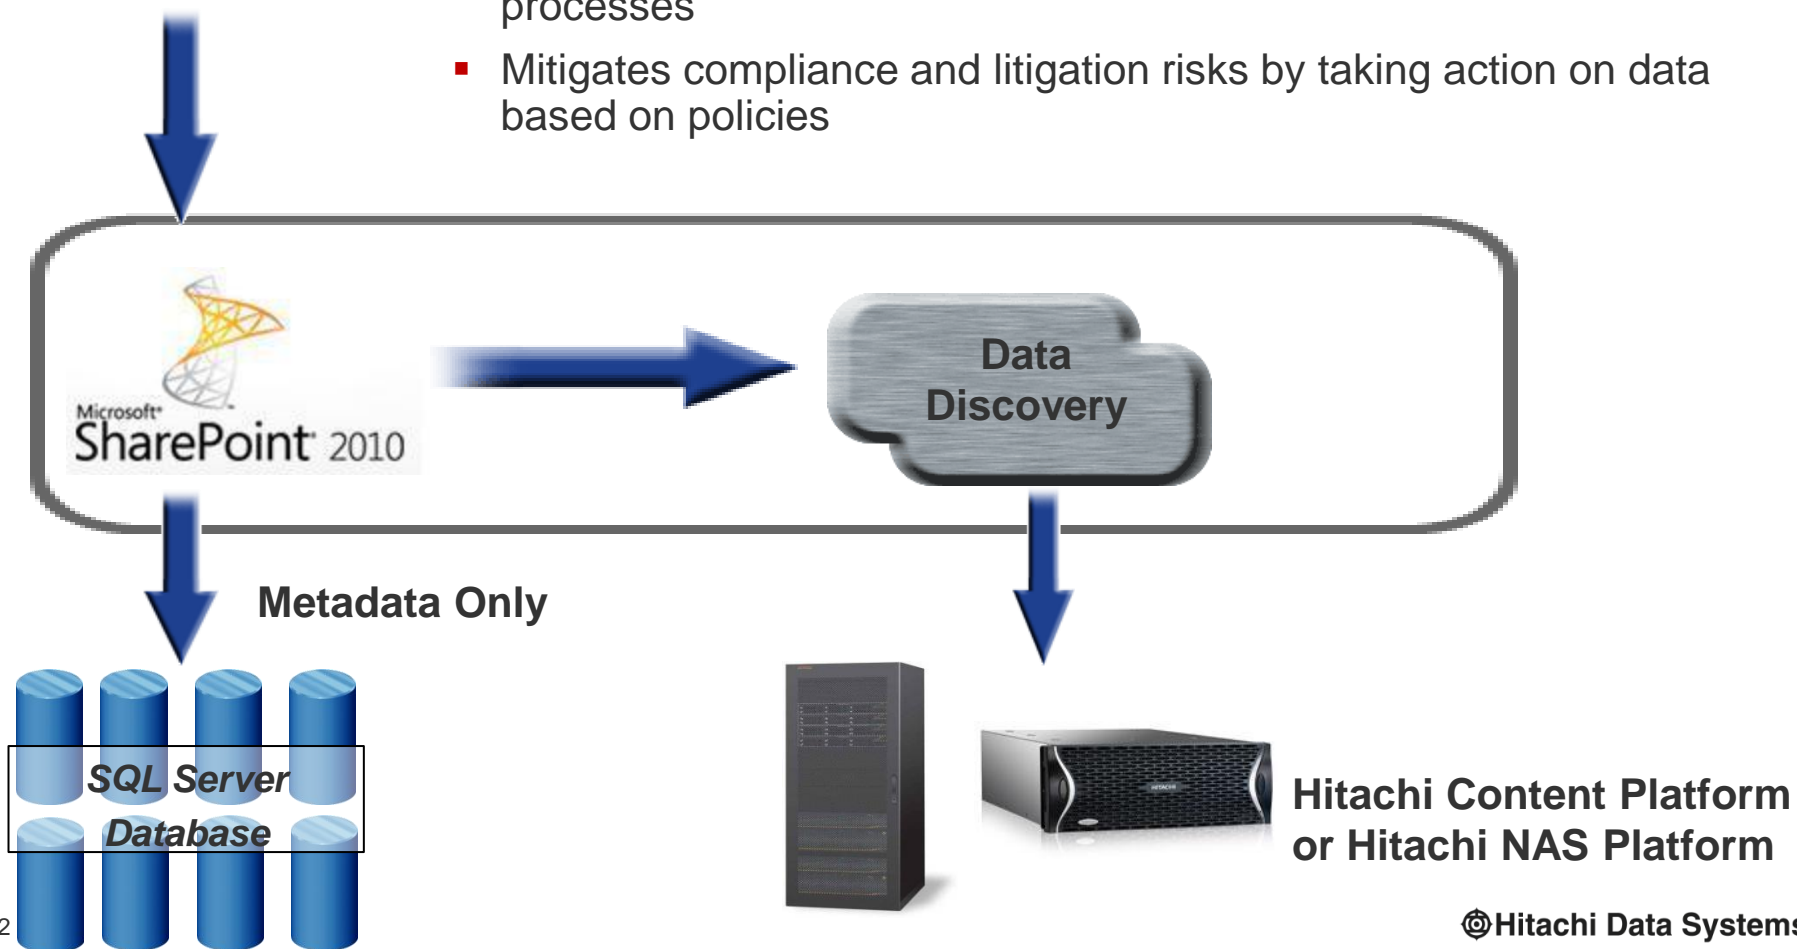 processes
▪ Mitigates compliance and litigation risks by taking action on data
based on policies
Data
Discovery
Microsoft®
SharePoint 2010
Metadata Only
SQL Server
Database
HITACHI
Hitachi Content Platform
or Hitachi NAS Platform
2
Hitachi Data Systems